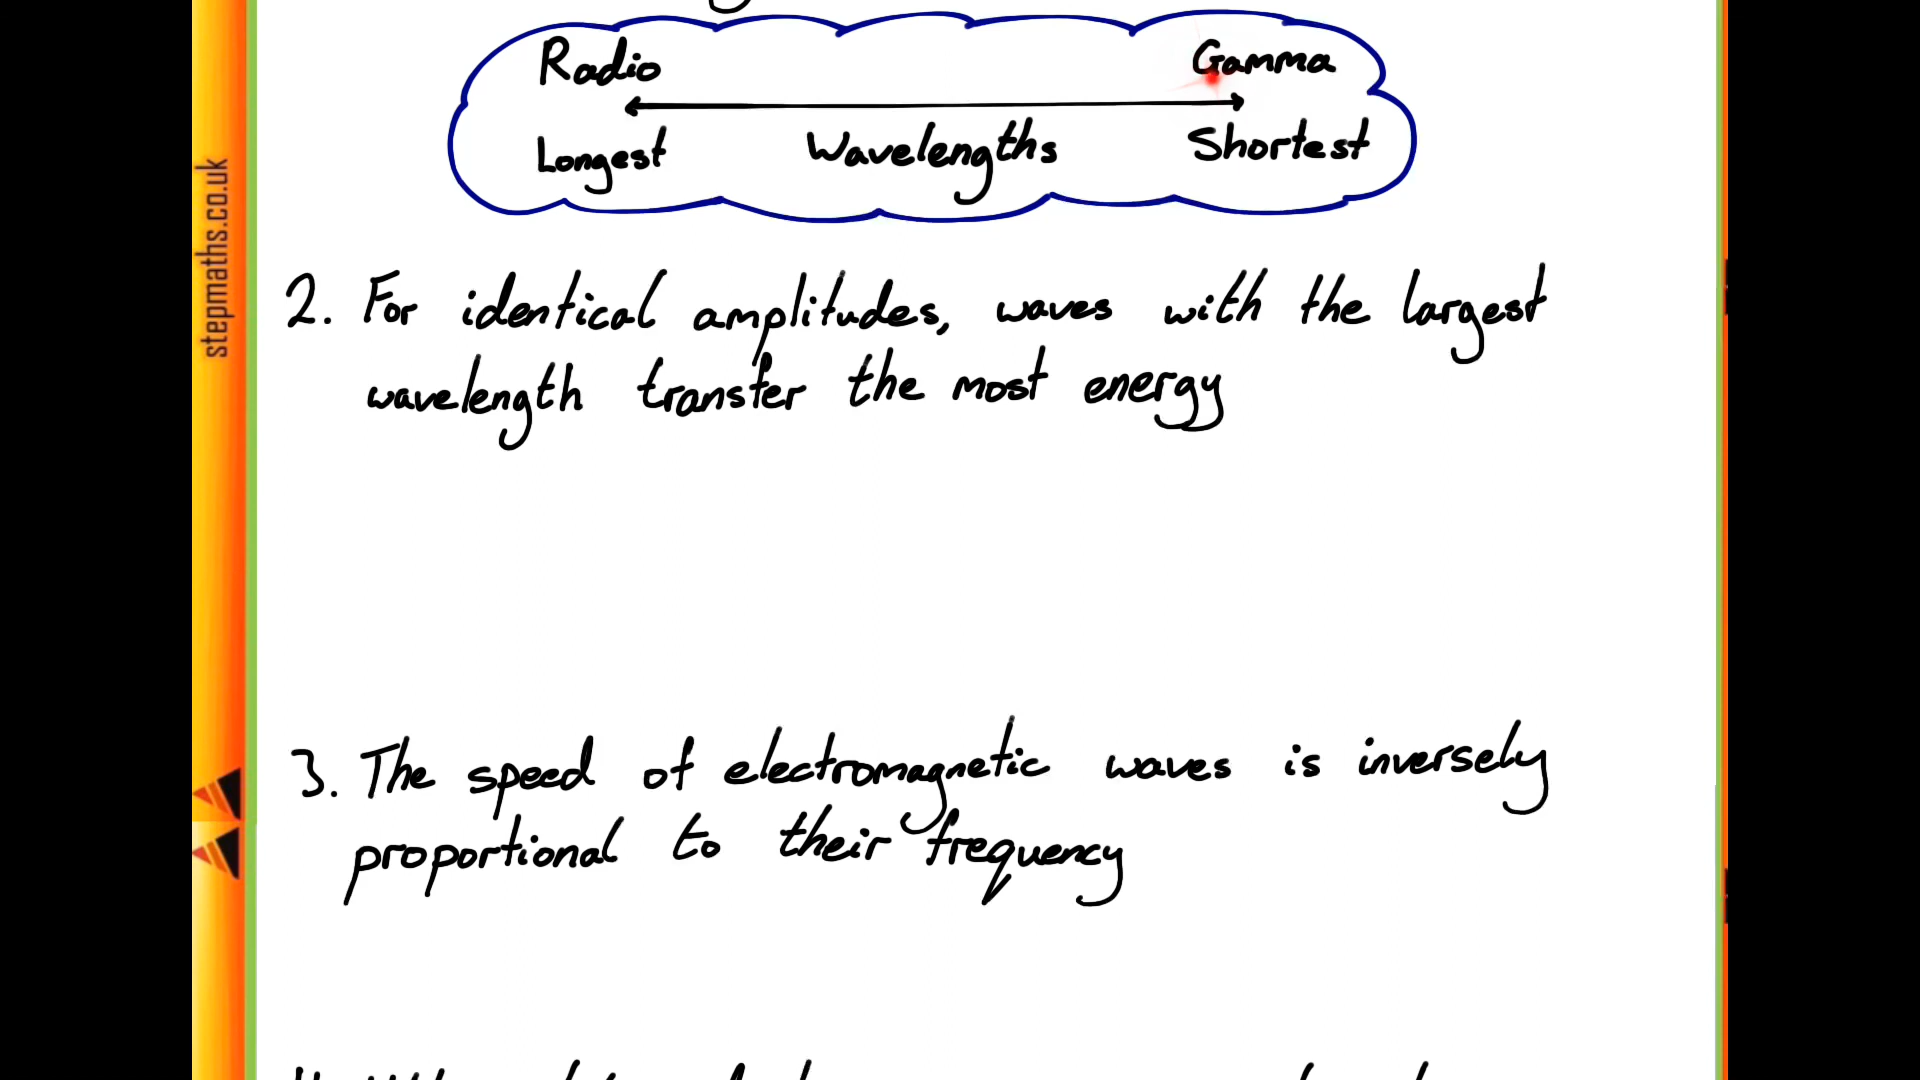 Radio Gamma
Longest Wavelengths Shortest
2. For identical amplitudes, waves with the largest
wavelength transfer the most energy
3. The speed of electromagnetic waves is inversely
proportional to their frequency
stepmaths.co.uk